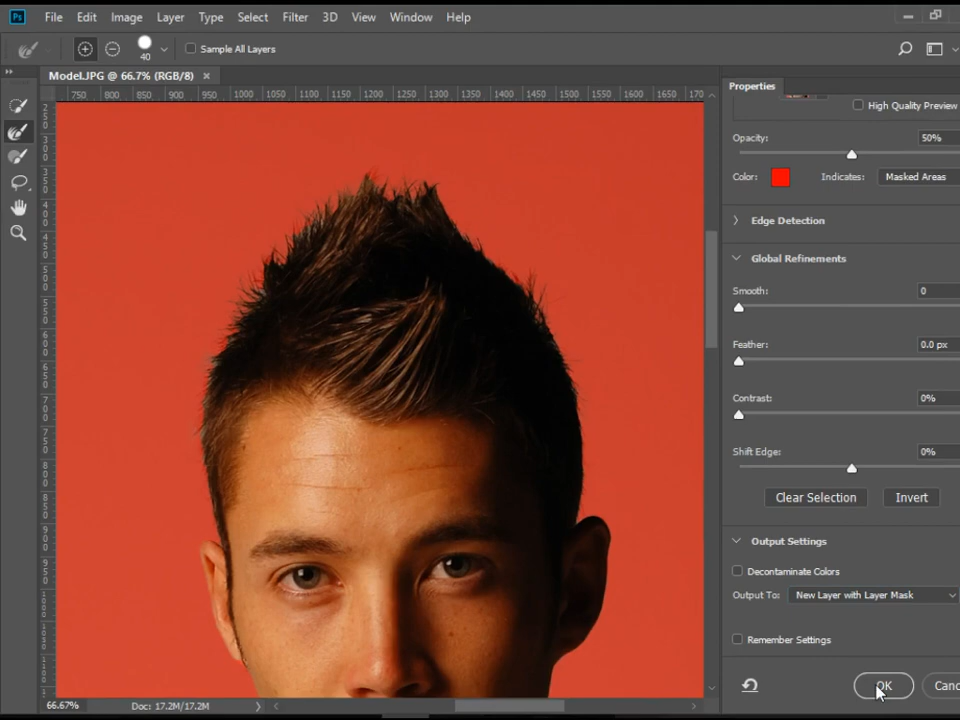 Ps File Edit Image Layer Type Select Filter 3D View Window Help
40 Sample All Layers
Model.JPG @ 66.7% (RGB/8) ×
Properties
750 800 850 900 950 1000 1050 1100 1150 1200 1250 1300 1350 1400 1450 1500 1550 1600 1650 170
High Quality Preview
Opacity: 50%
Color: Indicates: Masked Areas
Edge Detection
Global Refinements
Smooth: 0
Feather: 0.0 px
Contrast: 0%
Shift Edge: 0%
Clear Selection Invert
Output Settings
Decontaminate Colors
Output To: New Layer with Layer Mask
Remember Settings
OK Canc
66.67% Doc: 17.2M/17.2M